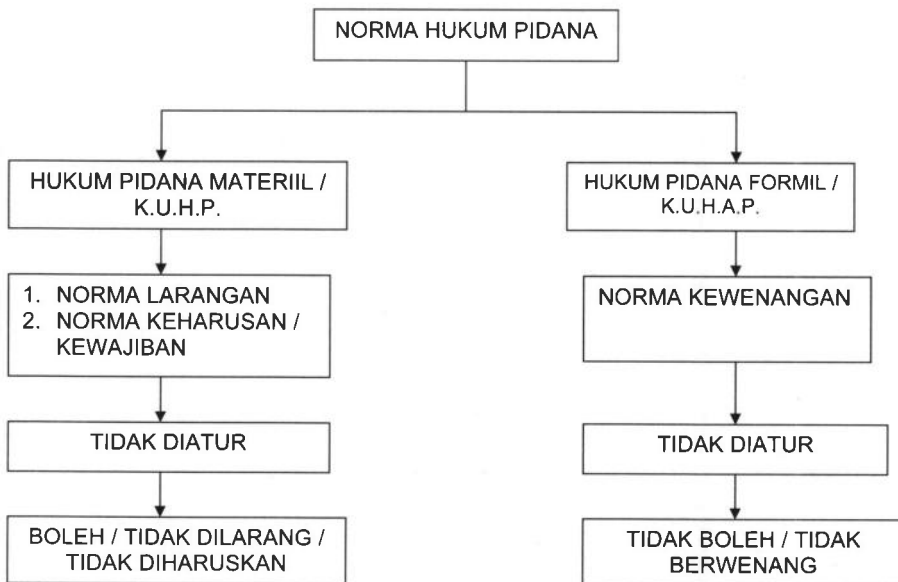 NORMA HUKUM PIDANA
HUKUM PIDANA MATERIIL /
K.U.H.P.
HUKUM PIDANA FORMIL /
K.U.H.A.P.
1. NORMA LARANGAN
2. NORMA KEHARUSAN /
KEWAJIBAN
NORMA KEWENANGAN
TIDAK DIATUR
TIDAK DIATUR
BOLEH / TIDAK DILARANG /
TIDAK DIHARUSKAN
TIDAK BOLEH / TIDAK
BERWENANG